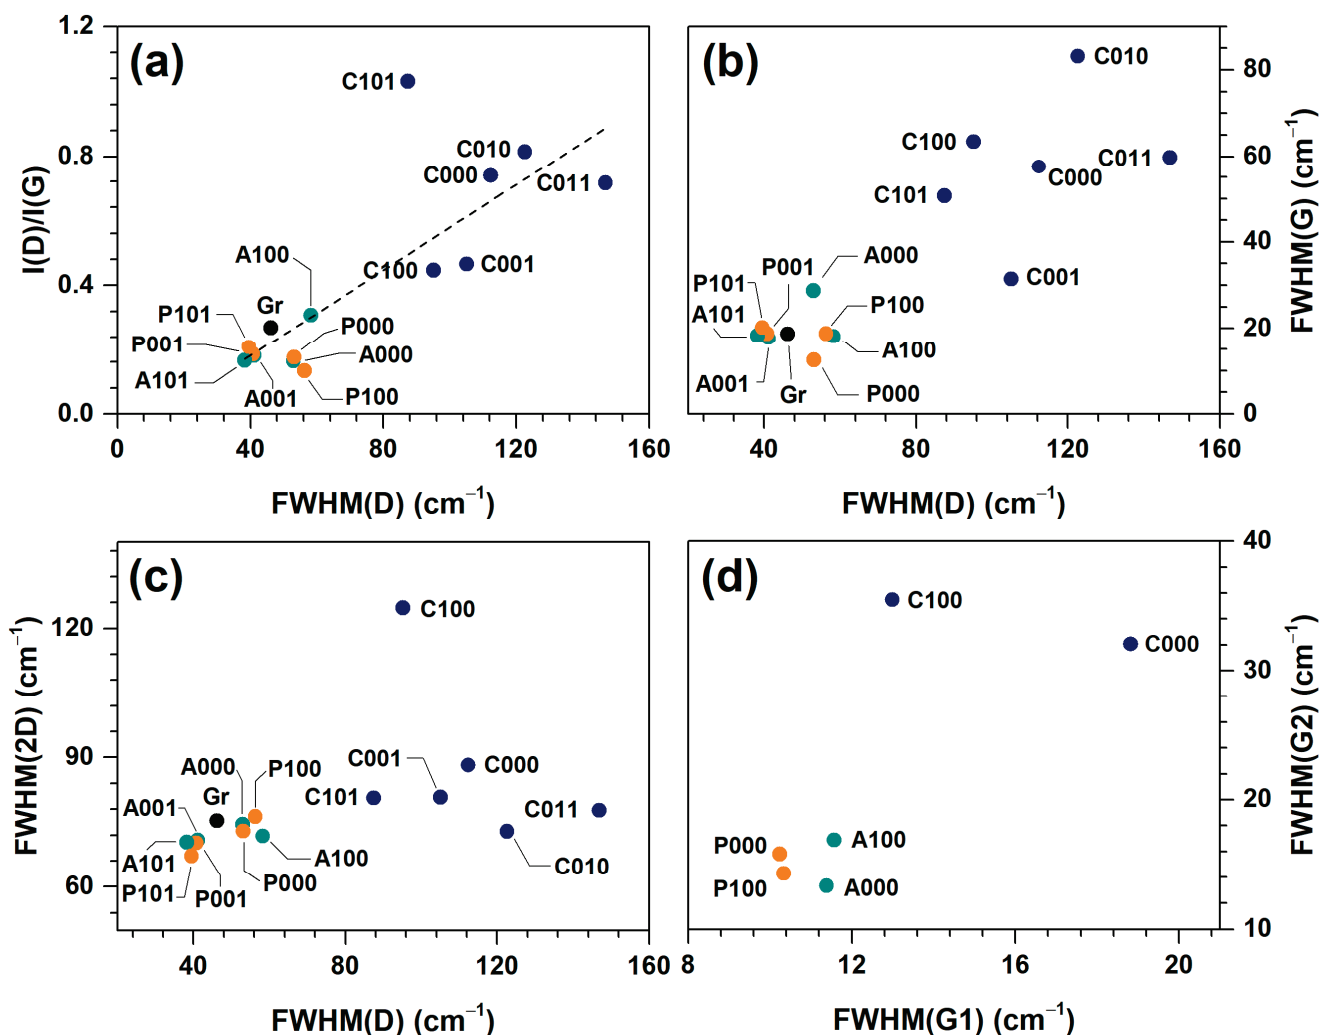 (a)
I(D)/I(G)
1.2
0.8
0.4
0.0
C101
C010
C000
C011
A100
C100
C001
Gr
P101
P000
P001
A000
A101
A001
P100
0
40
80
120
160
FWHM(D) (cm−1)
(b)
C010
C100
C011
C000
C101
A000
P001
P101
C001
A101
P100
A100
A001
Gr
P000
80
60
40
20
0
FWHM(G) (cm−1)
40
80
120
160
FWHM(D) (cm−1)
(c)
FWHM(2D) (cm−1)
120
90
60
C100
C001
C000
A000
P100
Gr
C101
A001
C011
A101
A100
C010
P101
P001
P000
40
80
120
160
FWHM(D) (cm−1)
(d)
C100
C000
P000
A100
P100
A000
40
30
20
10
FWHM(G2) (cm−1)
8
12
16
20
FWHM(G1) (cm−1)